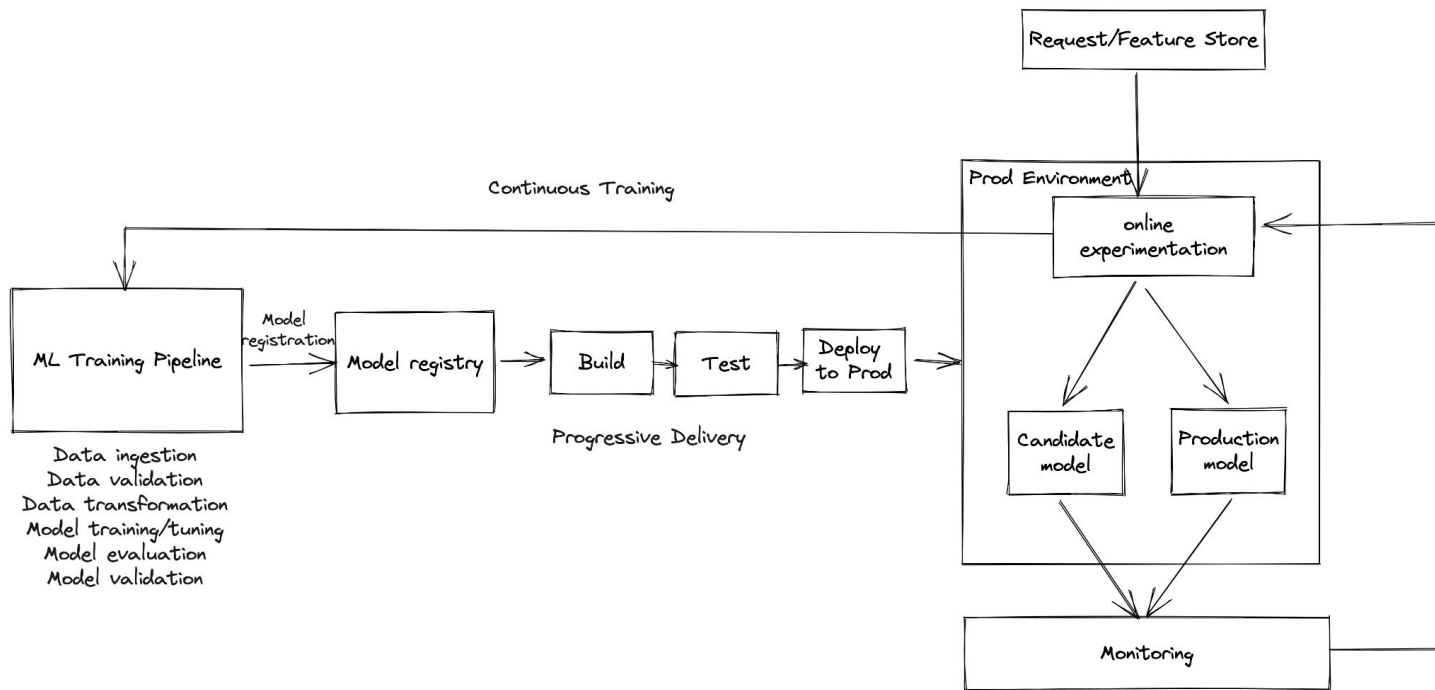 Request/Feature Store
Continuous Training
Prod Environment
online
experimentation
ML Training Pipeline
Model
registration
Model registry
Build
Test
Deploy
to Prod
Progressive Delivery
Candidate
model
Production
model
Data ingestion
Data validation
Data transformation
Model training/tuning
Model evaluation
Model validation
Monitoring